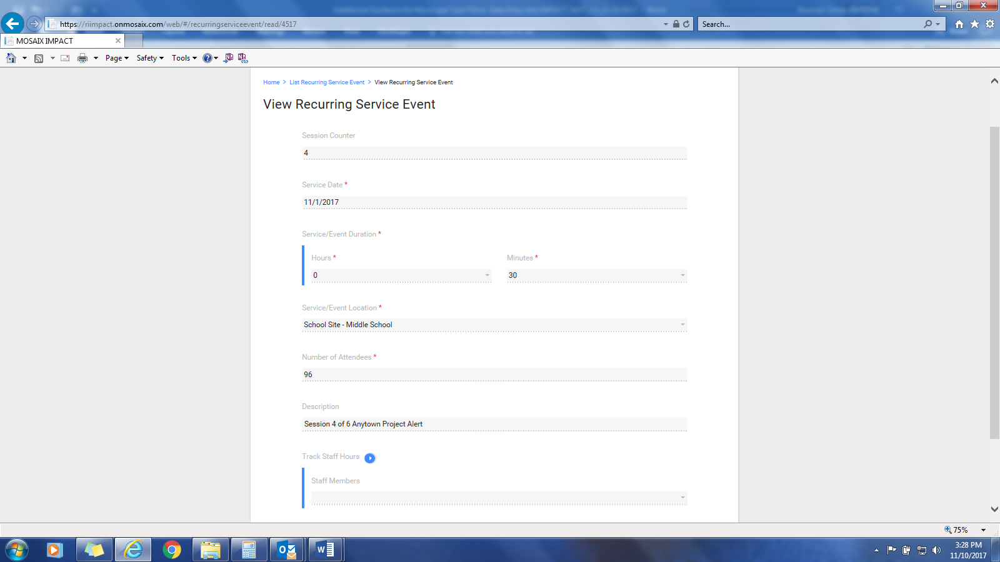 https://riimpact.onmosaix.com/web/#/recurringserviceevent/read/4517
Search...
MOSAIX IMPACT
Page Safety Tools
Home > List Recurring Service Event > View Recurring Service Event
View Recurring Service Event
Session Counter
4
Service Date *
11/1/2017
Service/Event Duration *
Hours * Minutes *
0 30
Service/Event Location *
School Site - Middle School
Number of Attendees *
96
Description
Session 4 of 6 Anytown Project Alert
Track Staff Hours
Staff Members
75%
3:28 PM
11/10/2017